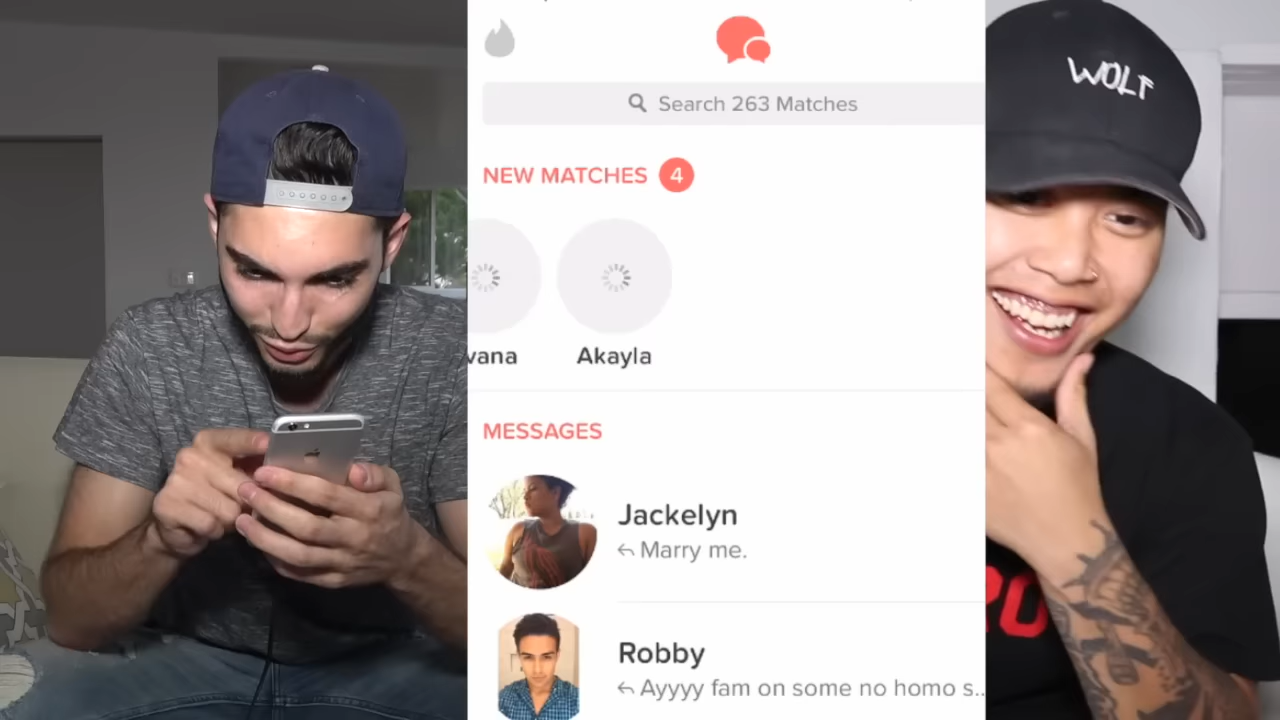 Search 263 Matches
NEW MATCHES 4
vana
Akayla
MESSAGES
Jackelyn
Marry me.
Robby
Ayyyy fam on some no homo s..
WOLF
RO